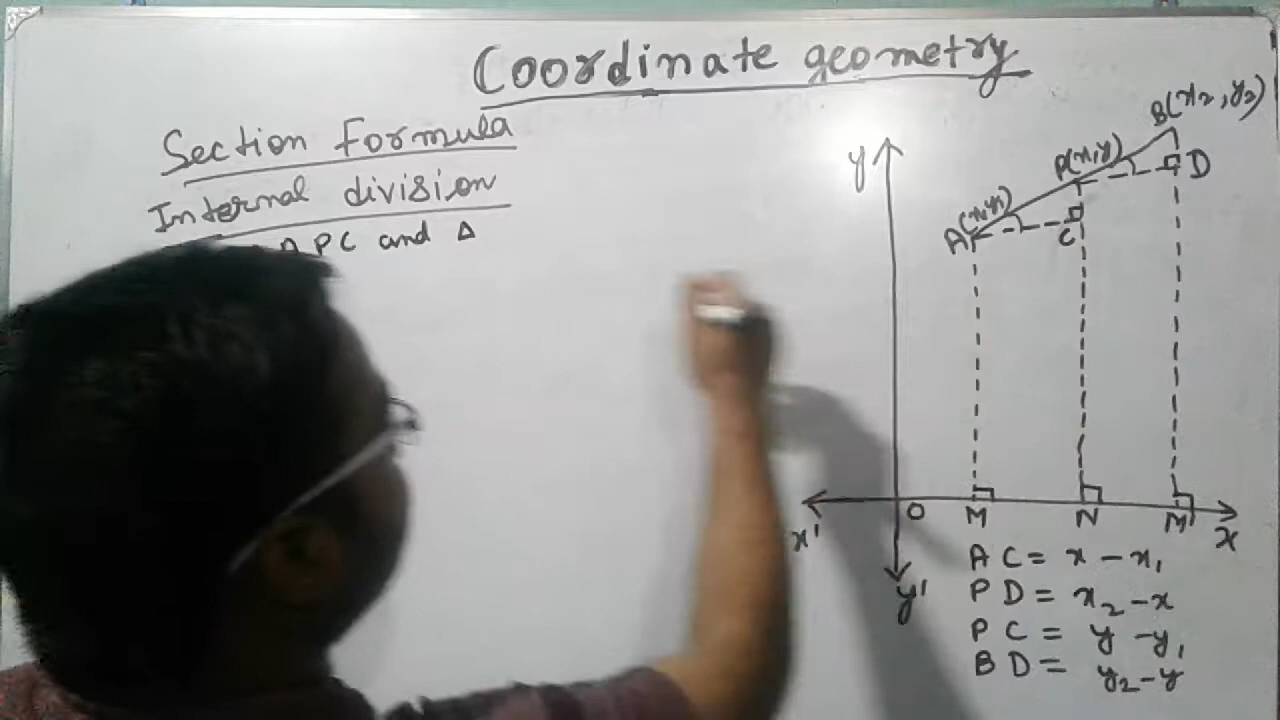 Coordinate geometry
Section Formula
Internal division
APC and Δ
y
B(x₂,y₂)
P(x,y)
D
A(x₁,y₁)
C
x'
O
M
N
M'
x
y'
AC = x - x₁
PD = x₂ - x
PC = y - y₁
BD = y₂ - y